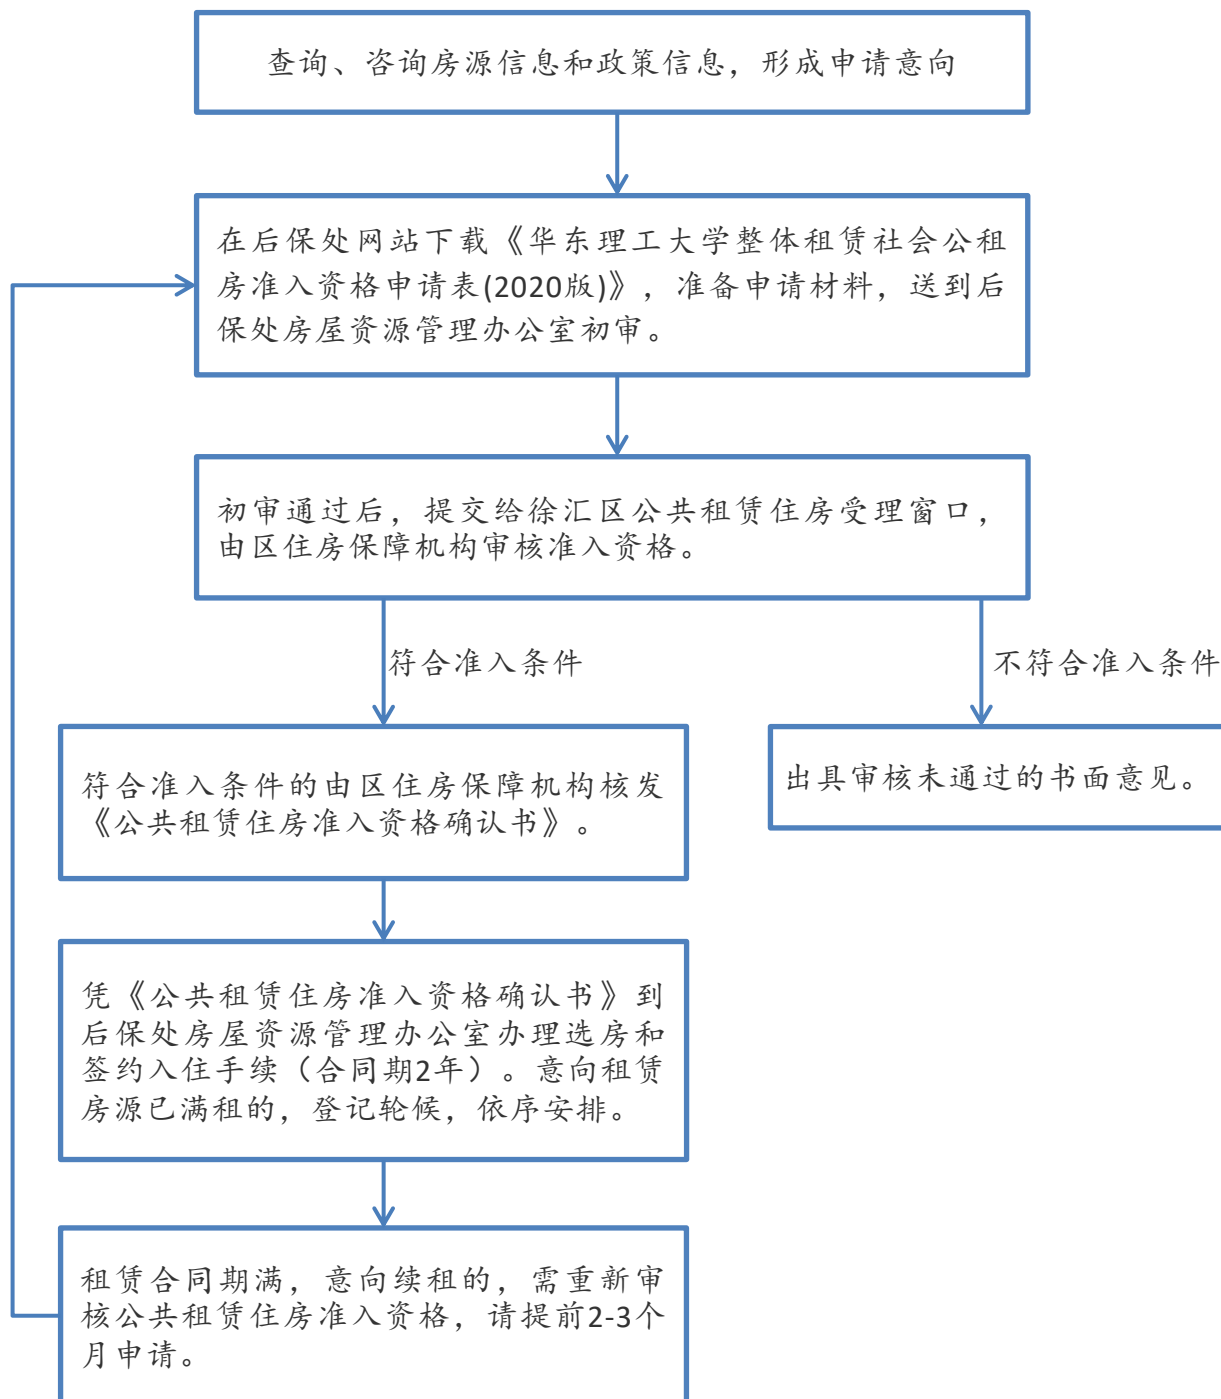 查询、咨询房源信息和政策信息，形成申请意向
在后保处网站下载《华东理工大学整体租赁社会公租
房准入资格申请表(2020版)》，准备申请材料，送到后
保处房屋资源管理办公室初审。
初审通过后，提交给徐汇区公共租赁住房受理窗口，
由区住房保障机构审核准入资格。
符合准入条件
不符合准入条件
符合准入条件的由区住房保障机构核发
《公共租赁住房准入资格确认书》。
出具审核未通过的书面意见。
凭《公共租赁住房准入资格确认书》到
后保处房屋资源管理办公室办理选房和
签约入住手续（合同期2年）。意向租赁
房源已满租的，登记轮候，依序安排。
租赁合同期满，意向续租的，需重新审
核公共租赁住房准入资格，请提前2-3个
月申请。